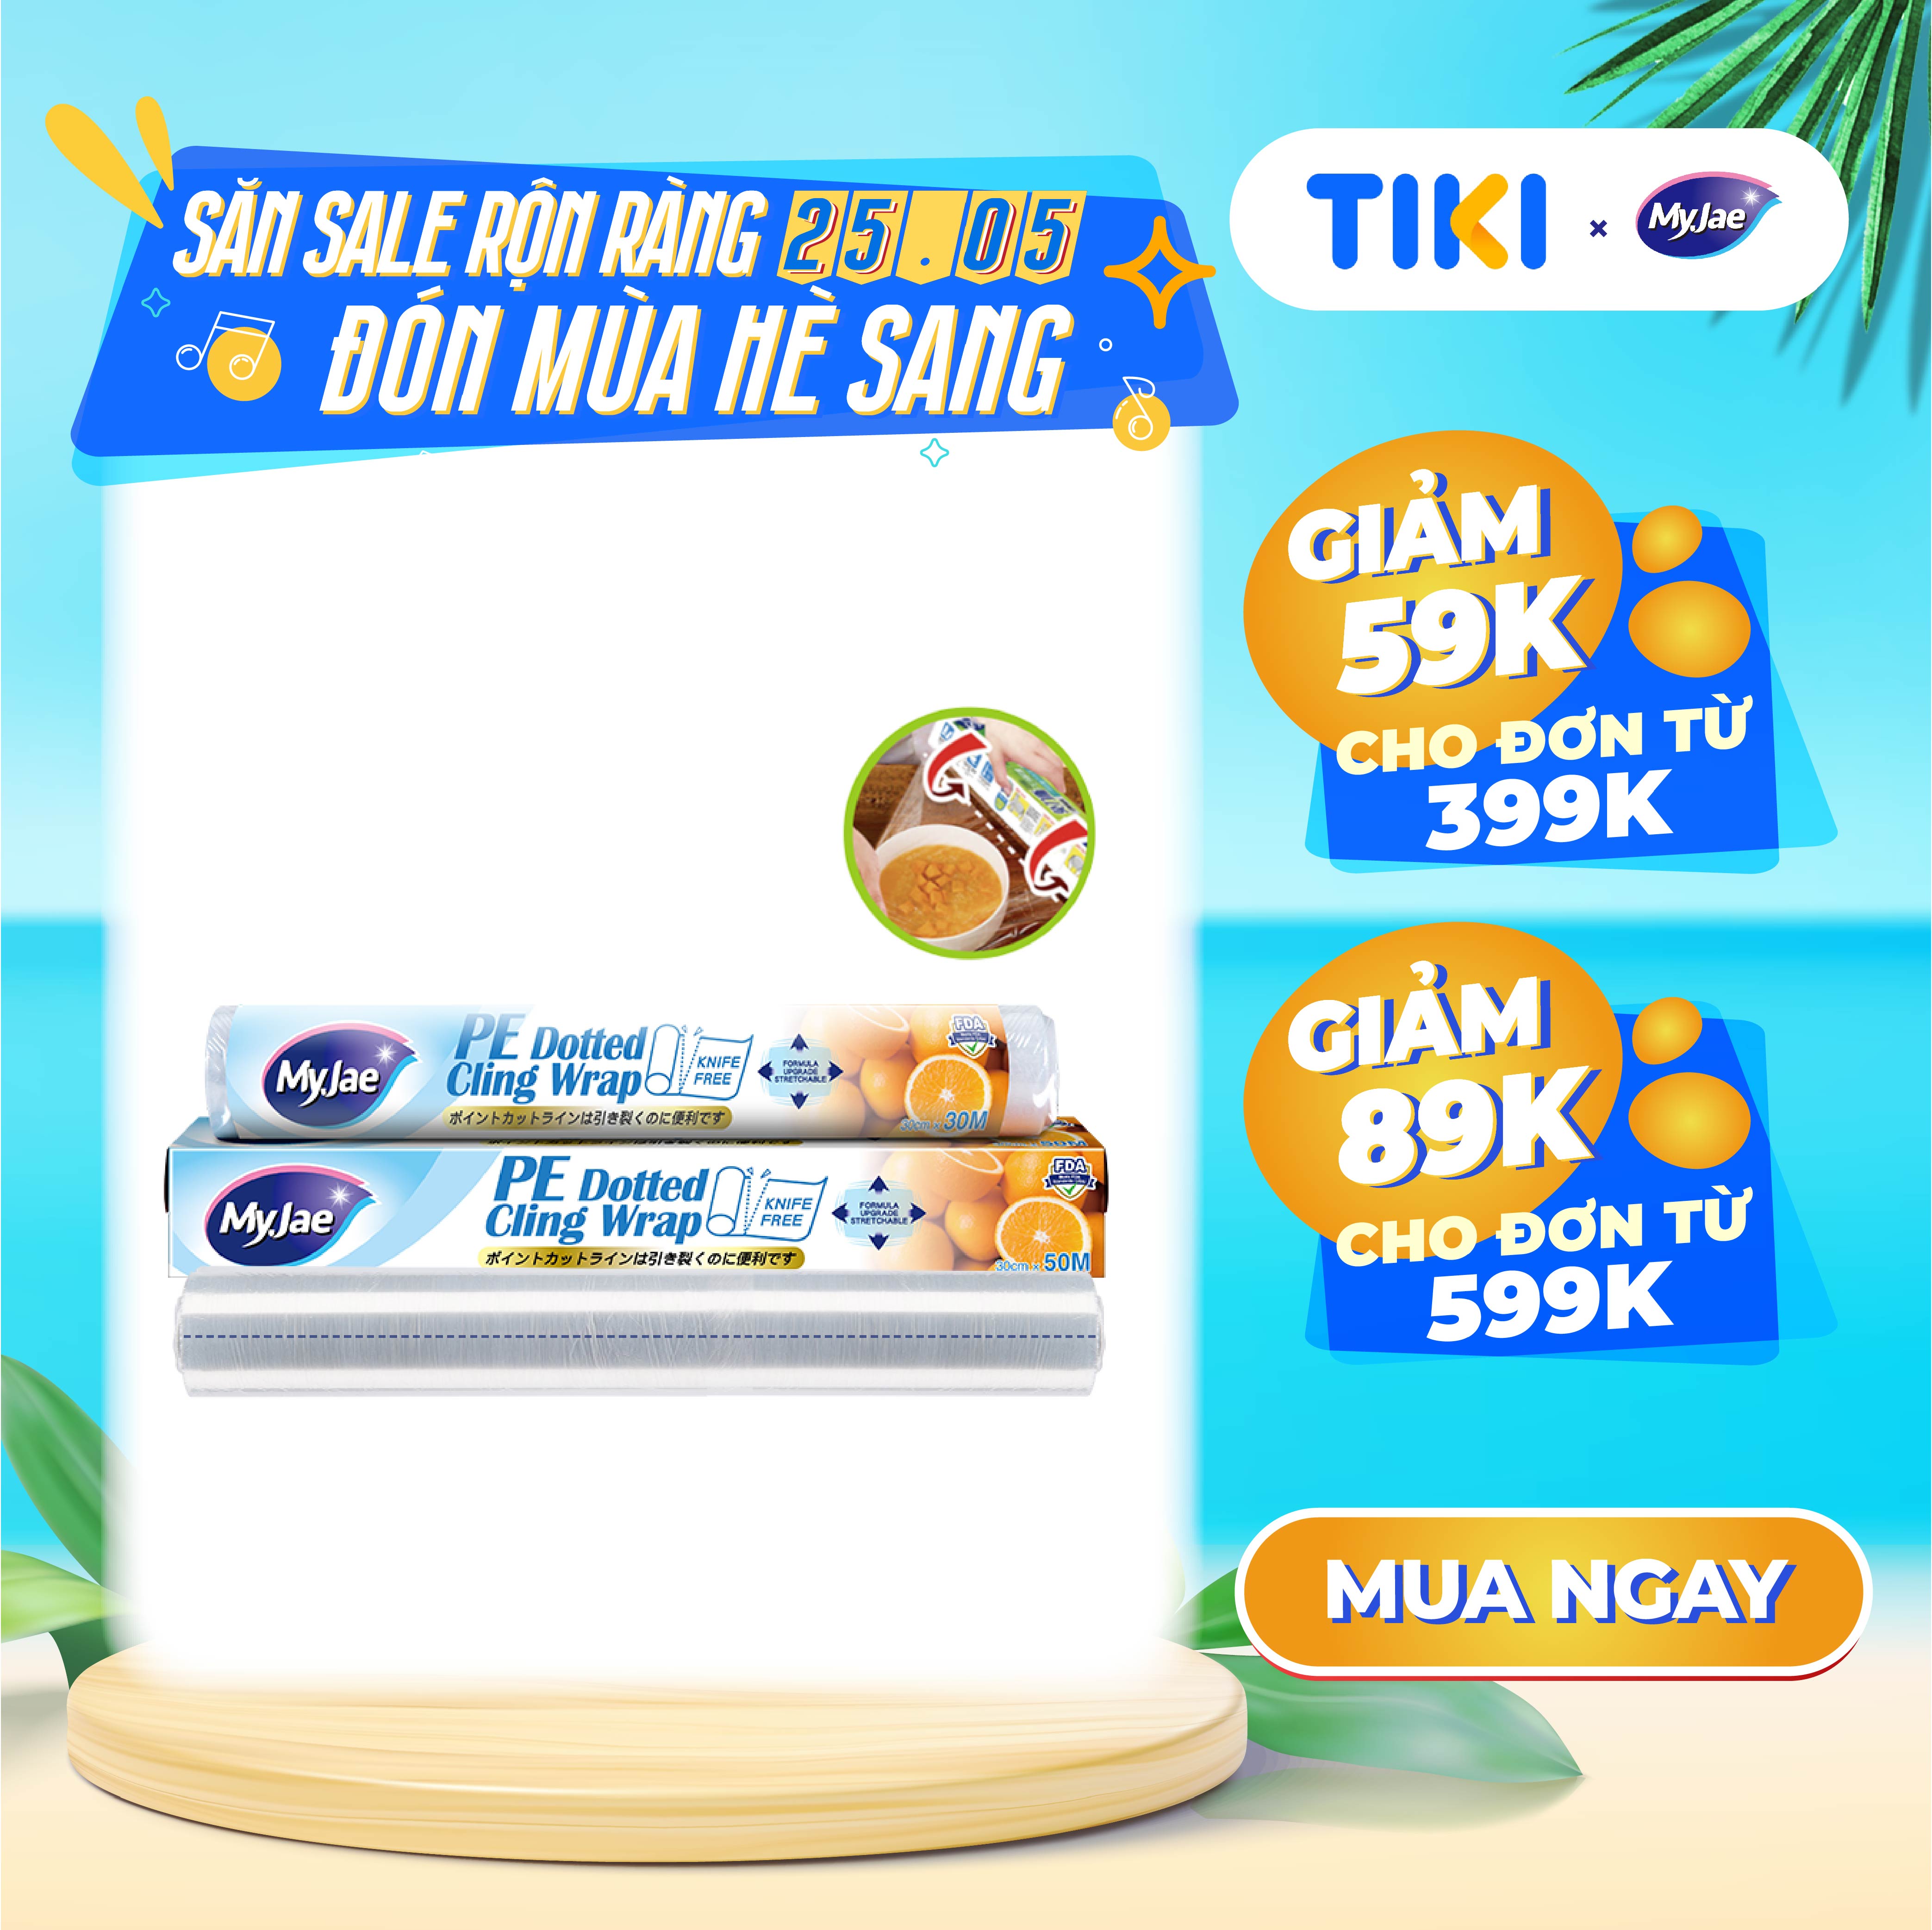 SĂN SALE RỘN RÀNG 25.05
ĐÓN MÙA HÈ SANG
TIKI × MyJae
GIẢM
59K
CHO ĐƠN TỪ
399K
GIẢM
89K
CHO ĐƠN TỪ
599K
MUA NGAY
MyJae
PE Dotted
Cling Wrap
KNIFE
FREE
FORMULA
UPGRADE
STRETCHABLE
FDA
ポイントカットラインは引き裂くのに便利です
30cm x 30M
MyJae
PE Dotted
Cling Wrap
KNIFE
FREE
FORMULA
UPGRADE
STRETCHABLE
FDA
ポイントカットラインは引き裂くのに便利です
30cm x 50M